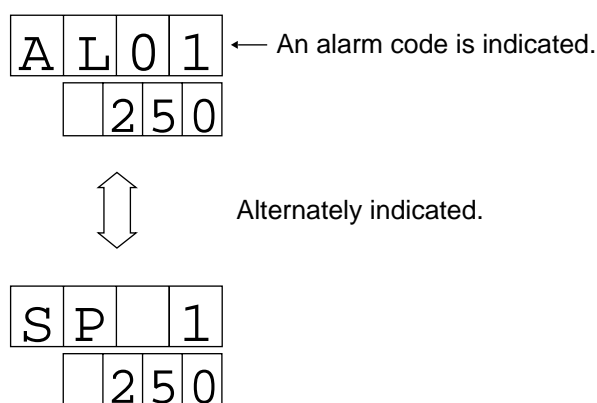 AL01 An alarm code is indicated.
250
Alternately indicated.
SP 1
250